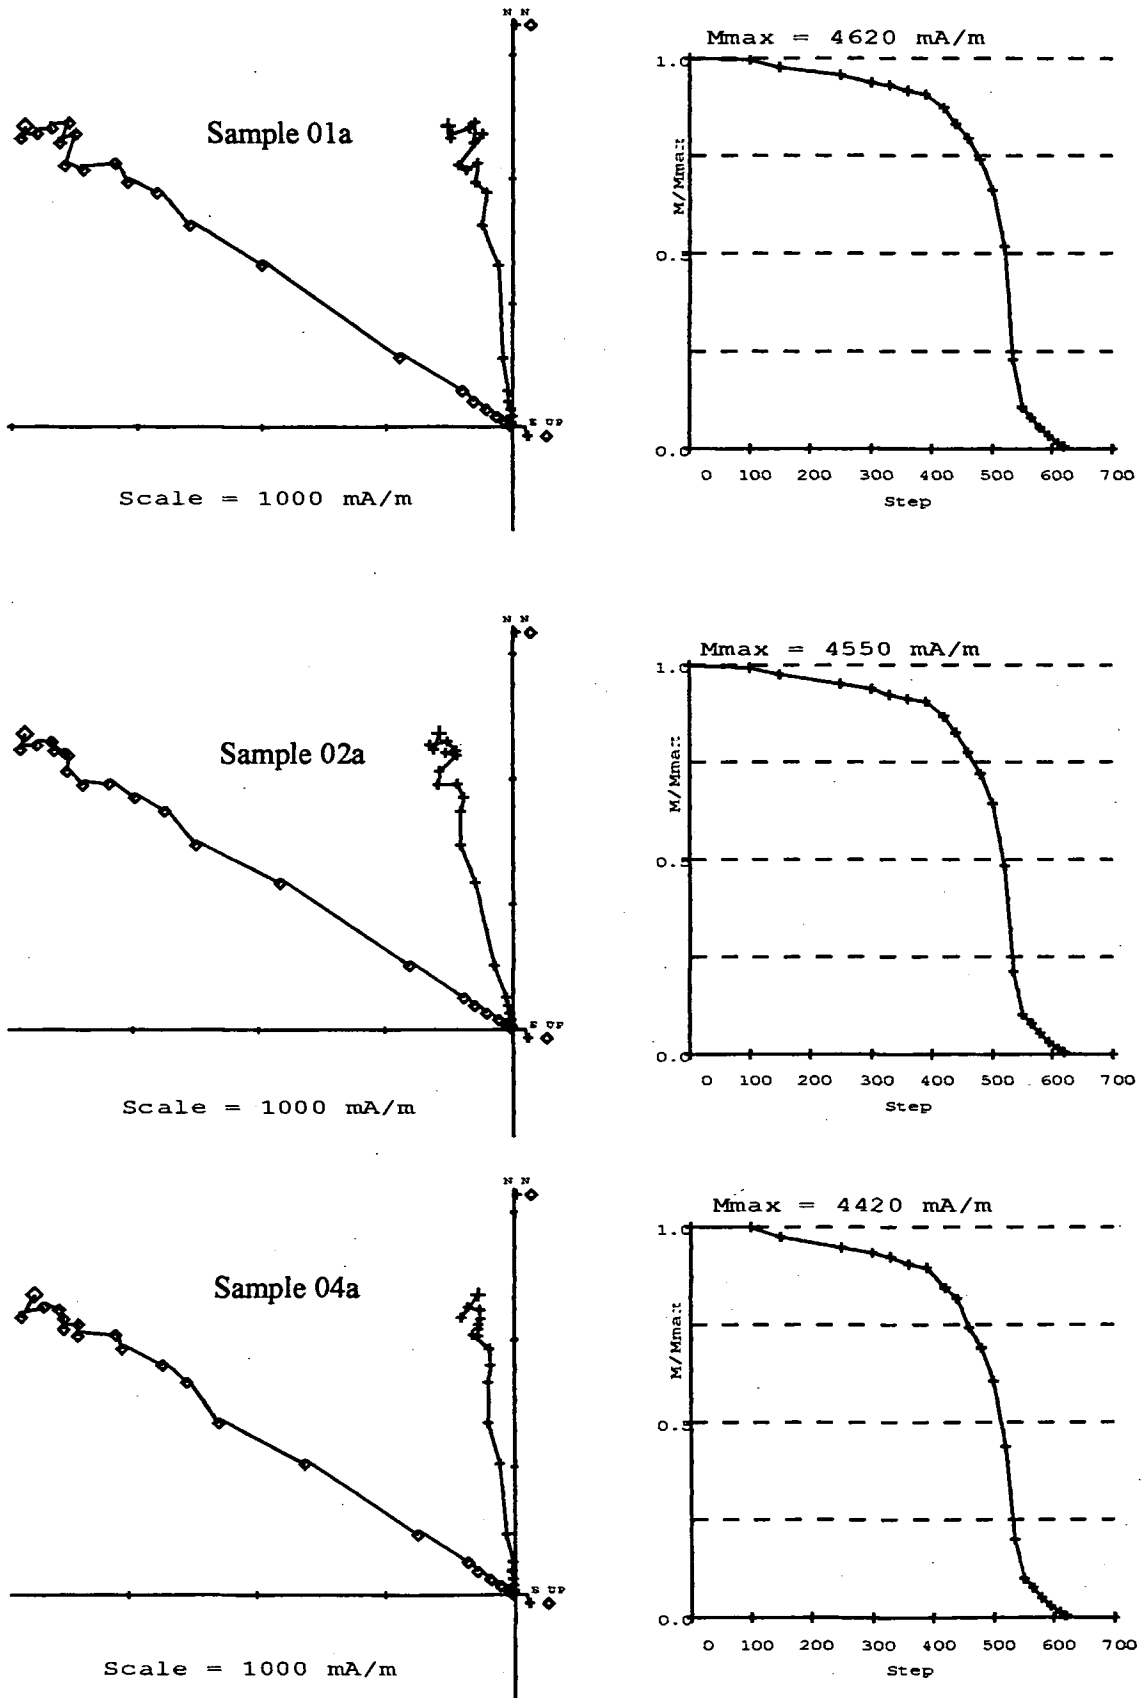 N N
Sample 01a
E UP
Scale = 1000 mA/m
Mmax = 4620 mA/m
1.0
M/Mmax
0.5
0.0
0 100 200 300 400 500 600 700
Step
N N
Sample 02a
E UP
Scale = 1000 mA/m
Mmax = 4550 mA/m
1.0
M/Mmax
0.5
0.0
0 100 200 300 400 500 600 700
Step
N N
Sample 04a
E UP
Scale = 1000 mA/m
Mmax = 4420 mA/m
1.0
M/Mmax
0.5
0.0
0 100 200 300 400 500 600 700
Step